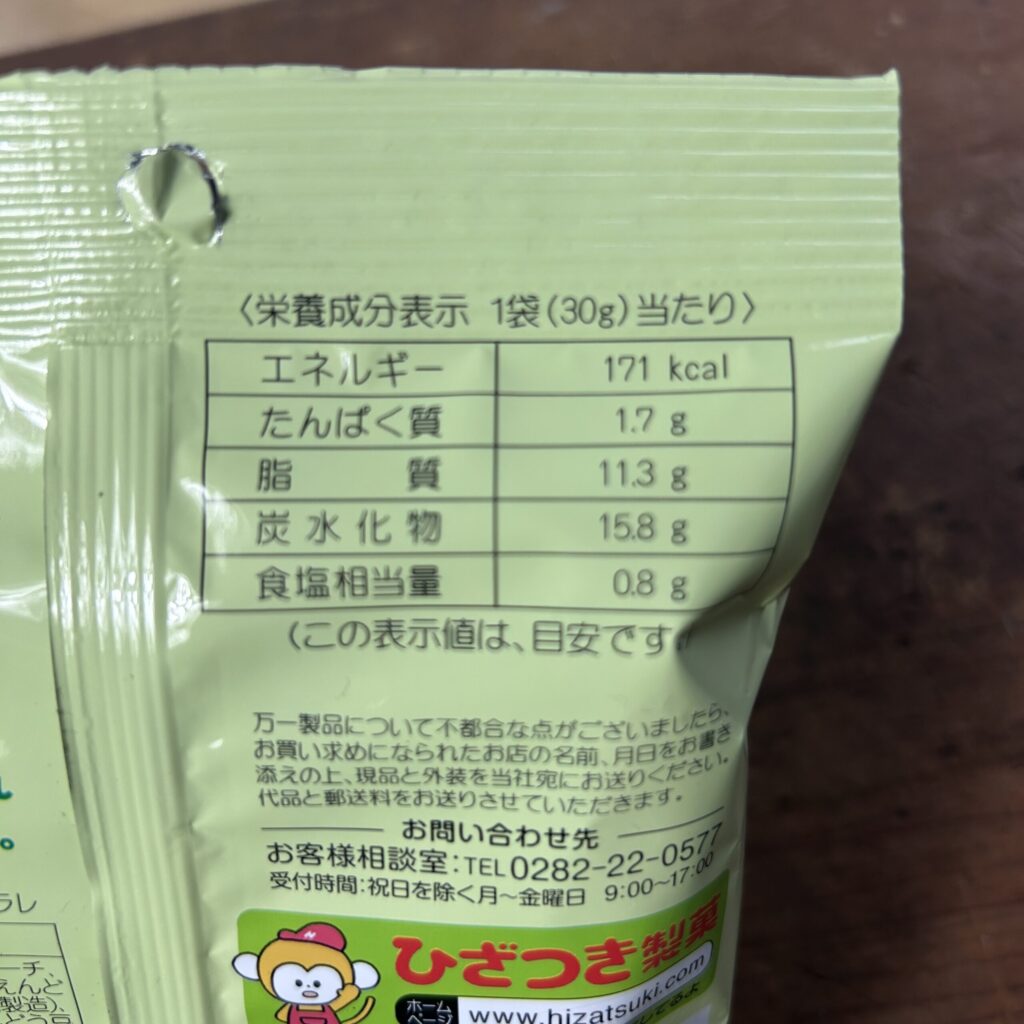 〈栄養成分表示 1袋(30g)当たり〉
エネルギー 171 kcal
たんぱく質 1.7 g
脂質 11.3 g
炭水化物 15.8 g
食塩相当量 0.8 g
(この表示値は、目安です
万一製品について不都合な点がございましたら、
お買い求めになられたお店の名前、月日をお書き
添えの上、現品と外装を当社宛にお送りください。
代品と郵送料をお送りさせていただきます。
お問い合わせ先
お客様相談室:TEL0282-22-0577
受付時間:祝日を除く月~金曜日 9:00~17:00
ひざつき製菓
ホームページ www.hizatsuki.com
ラレ
ーチ、
えんど
製造)、